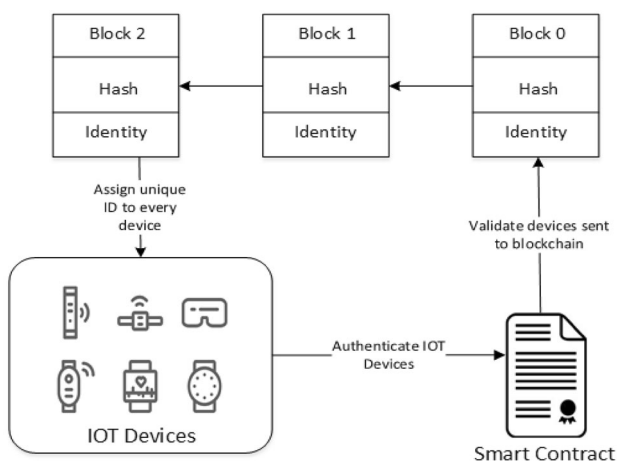 Block 2
Block 1
Block 0
Hash
Hash
Hash
Identity
Identity
Identity
Assign unique
ID to every
device
Validate devices sent
to blockchain
Authenticate IOT
Devices
IOT Devices
Smart Contract